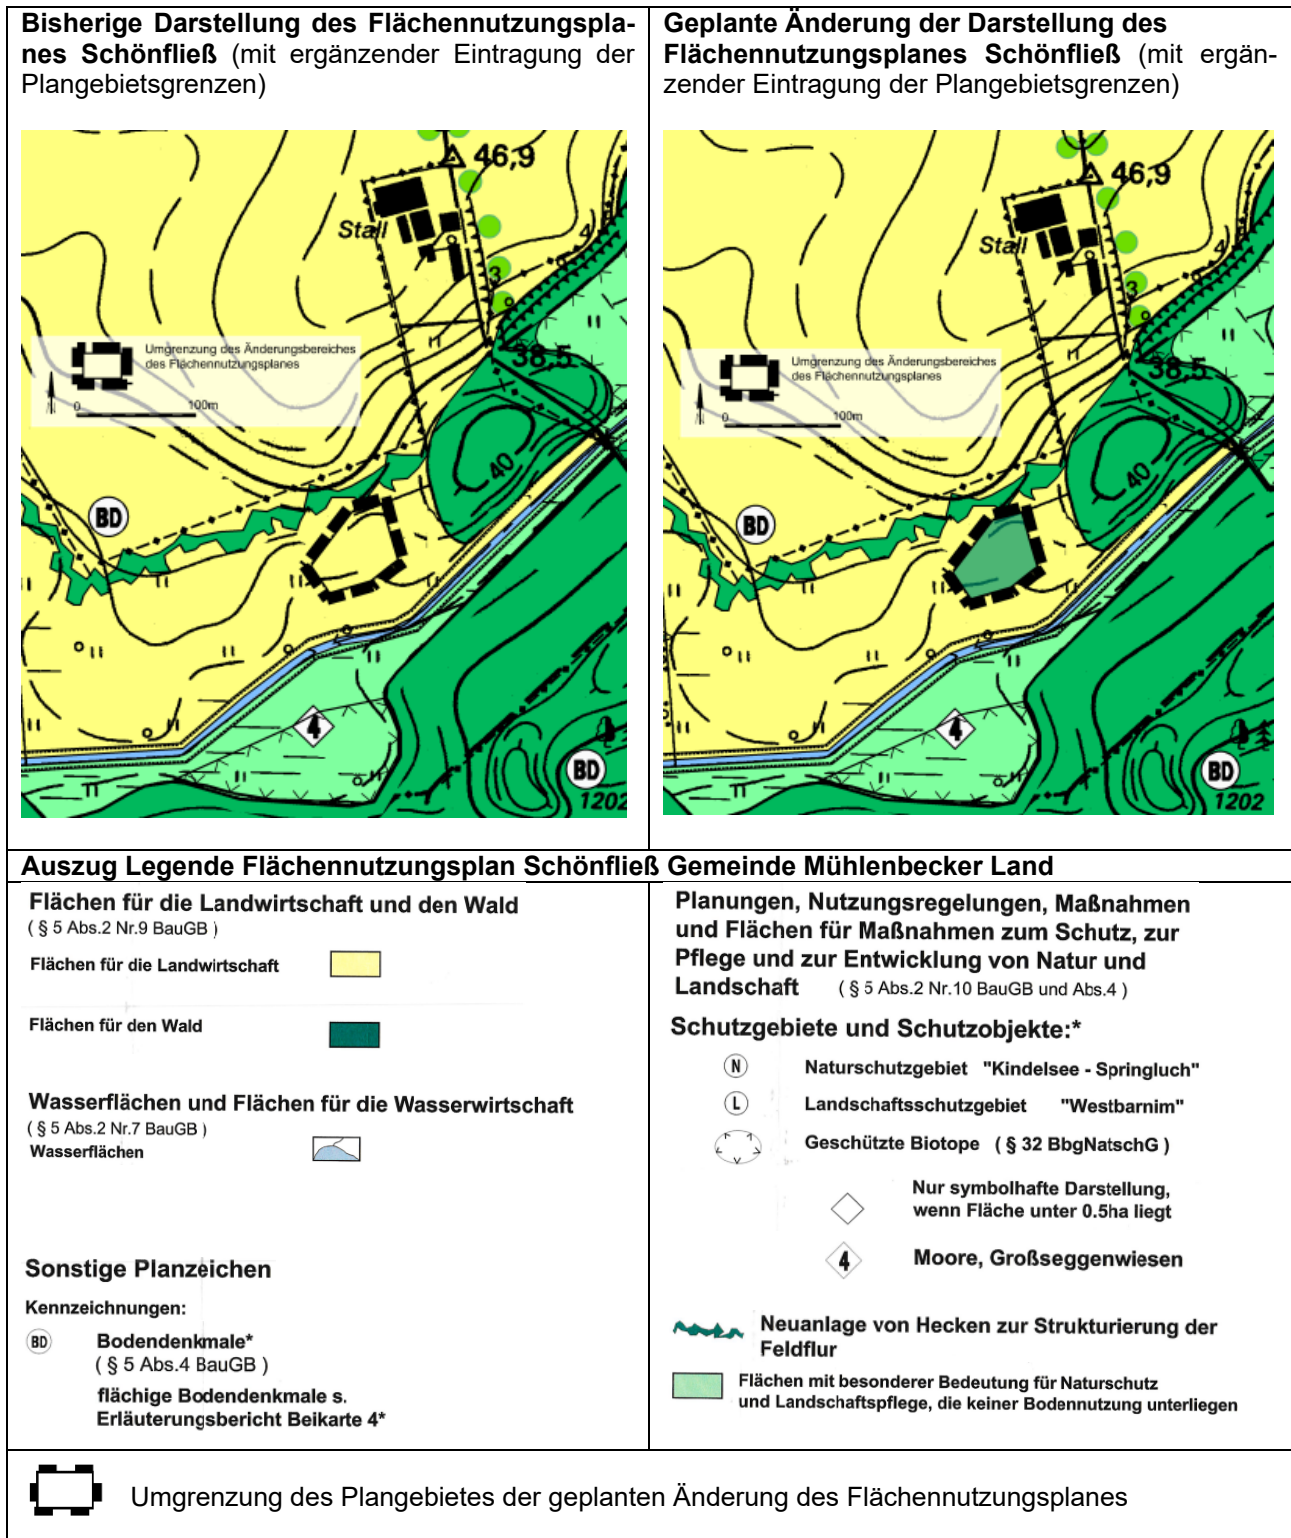 Bisherige Darstellung des Flächennutzungspla-
nes Schönfließ (mit ergänzender Eintragung der
Plangebietsgrenzen)
46,9
Stall
3
4
Umgrenzung des Änderungsbereiches
des Flächennutzungsplanes
0 100m
38,5
40
BD
4
BD
1202
Geplante Änderung der Darstellung des
Flächennutzungsplanes Schönfließ (mit ergän-
zender Eintragung der Plangebietsgrenzen)
46,9
Stall
3
4
Umgrenzung des Änderungsbereiches
des Flächennutzungsplanes
0 100m
38,5
40
BD
4
BD
1202
Auszug Legende Flächennutzungsplan Schönfließ Gemeinde Mühlenbecker Land
Flächen für die Landwirtschaft und den Wald
( § 5 Abs.2 Nr.9 BauGB )
Flächen für die Landwirtschaft
Flächen für den Wald
Wasserflächen und Flächen für die Wasserwirtschaft
( § 5 Abs.2 Nr.7 BauGB )
Wasserflächen
Sonstige Planzeichen
Kennzeichnungen:
BD Bodendenkmale*
( § 5 Abs.4 BauGB )
flächige Bodendenkmale s.
Erläuterungsbericht Beikarte 4*
Planungen, Nutzungsregelungen, Maßnahmen
und Flächen für Maßnahmen zum Schutz, zur
Pflege und zur Entwicklung von Natur und
Landschaft ( § 5 Abs.2 Nr.10 BauGB und Abs.4 )
Schutzgebiete und Schutzobjekte:*
N Naturschutzgebiet "Kindelsee - Springluch"
L Landschaftsschutzgebiet "Westbarnim"
Geschützte Biotope ( § 32 BbgNatschG )
Nur symbolhafte Darstellung,
wenn Fläche unter 0.5ha liegt
4 Moore, Großseggenwiesen
Neuanlage von Hecken zur Strukturierung der
Feldflur
Flächen mit besonderer Bedeutung für Naturschutz
und Landschaftspflege, die keiner Bodennutzung unterliegen
Umgrenzung des Plangebietes der geplanten Änderung des Flächennutzungsplanes